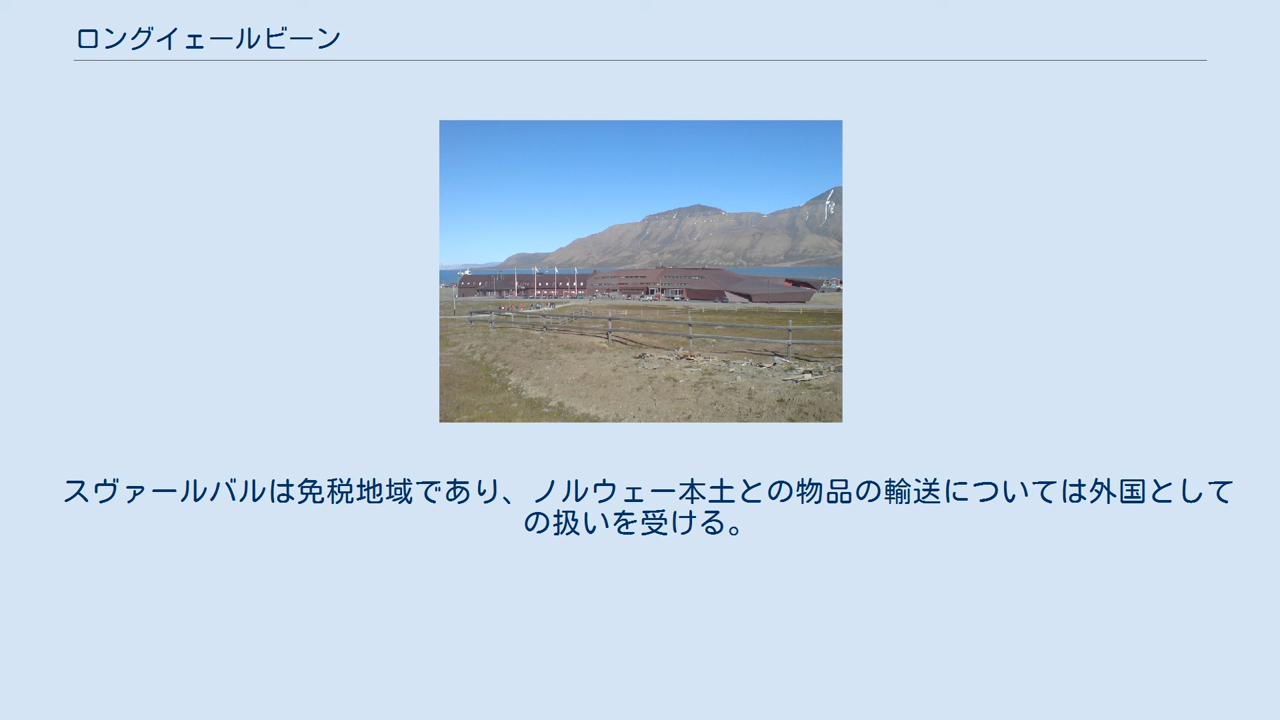 ロングイェールビーン
スヴァールバルは免税地域であり、ノルウェー本土との物品の輸送については外国として
の扱いを受ける。